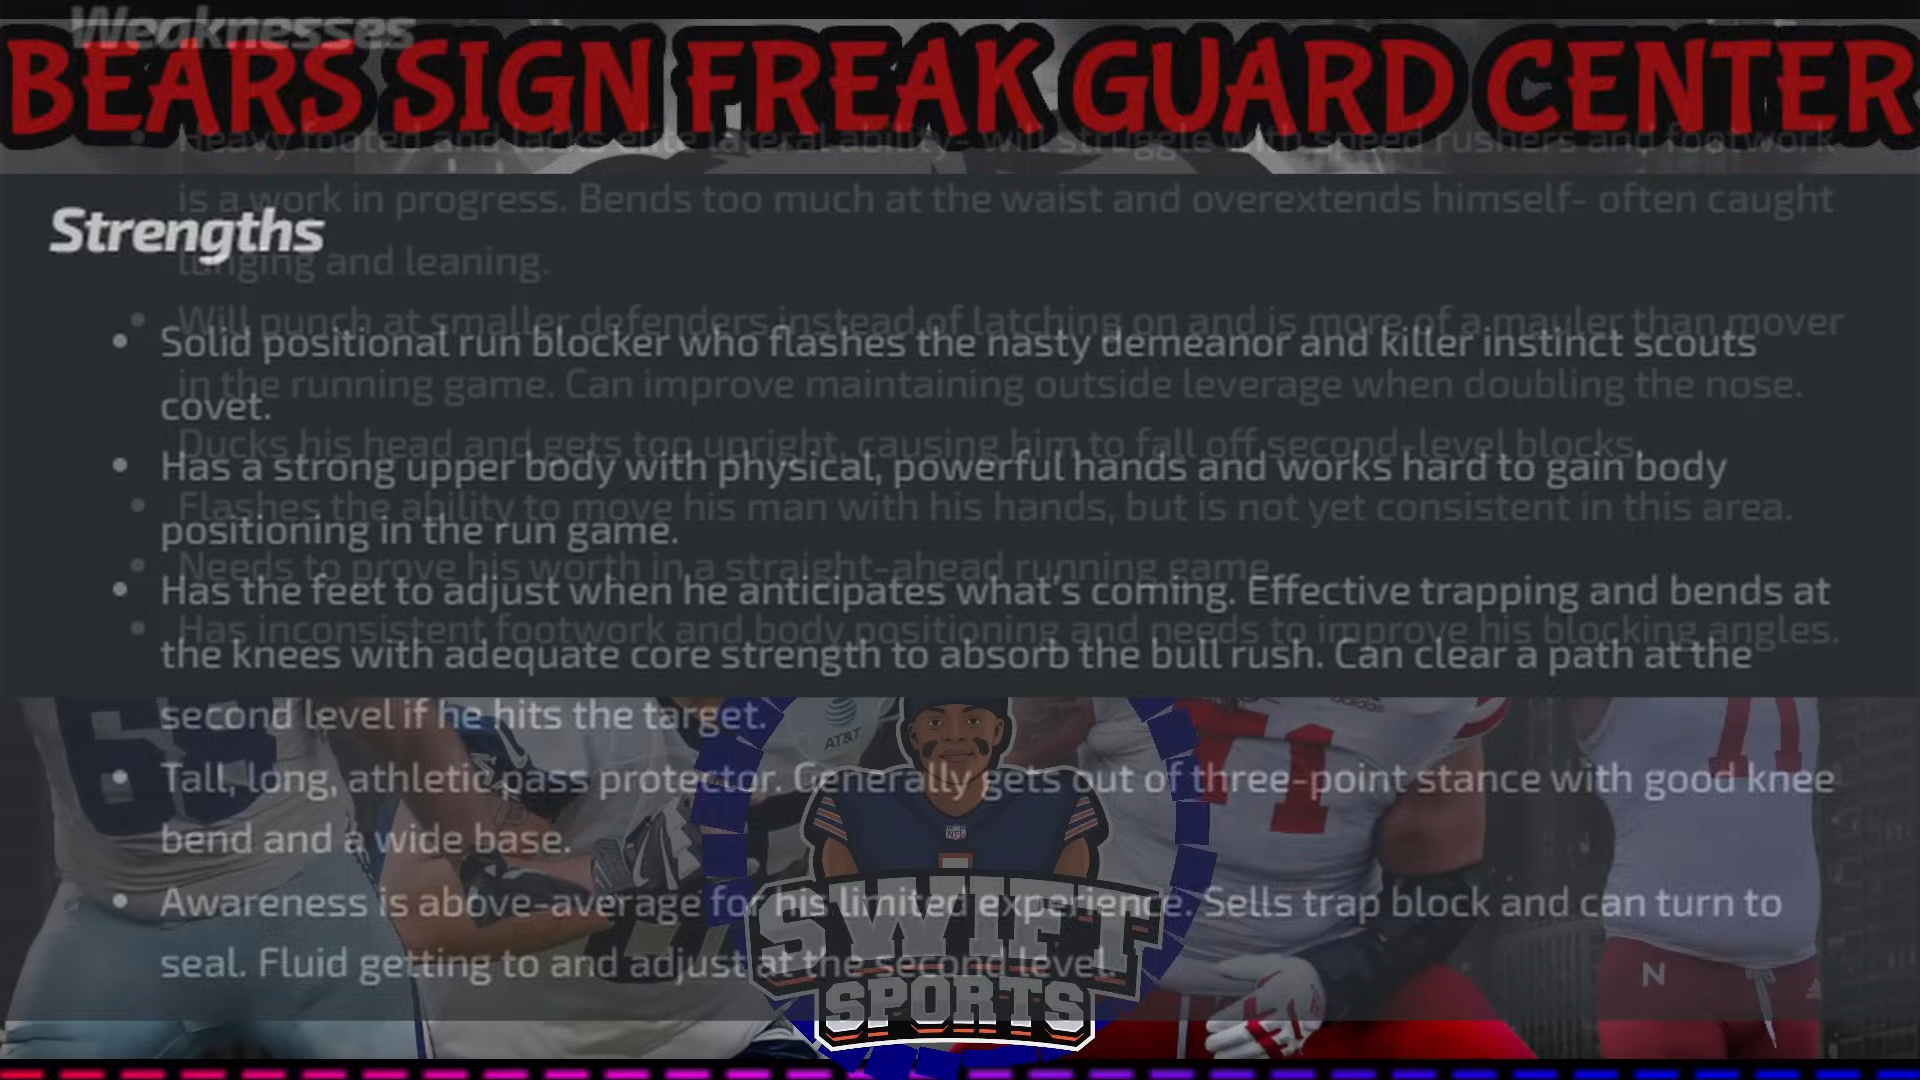 Weaknesses
BEARS SIGN FREAK GUARD CENTER
Heavy footed and lacks elite lateral ability- will struggle with speed rushers and footwork
is a work in progress. Bends too much at the waist and overextends himself- often caught
lunging and leaning.
Will punch at smaller defenders instead of latching on and is more of a mauler than mover
in the running game. Can improve maintaining outside leverage when doubling the nose.
Ducks his head and gets too upright, causing him to fall off second-level blocks.
Flashes the ability to move his man with his hands, but is not yet consistent in this area.
Needs to prove his worth in a straight-ahead running game.
Has inconsistent footwork and body positioning and needs to improve his blocking angles.
Strengths
Solid positional run blocker who flashes the nasty demeanor and killer instinct scouts
covet.
Has a strong upper body with physical, powerful hands and works hard to gain body
positioning in the run game.
Has the feet to adjust when he anticipates what's coming. Effective trapping and bends at
the knees with adequate core strength to absorb the bull rush. Can clear a path at the
second level if he hits the target.
Tall, long, athletic pass protector. Generally gets out of three-point stance with good knee
bend and a wide base.
Awareness is above-average for his limited experience. Sells trap block and can turn to
seal. Fluid getting to and adjust at the second level.
AT&T
adidas
71
71
N
NFL
SWIFT
SPORTS